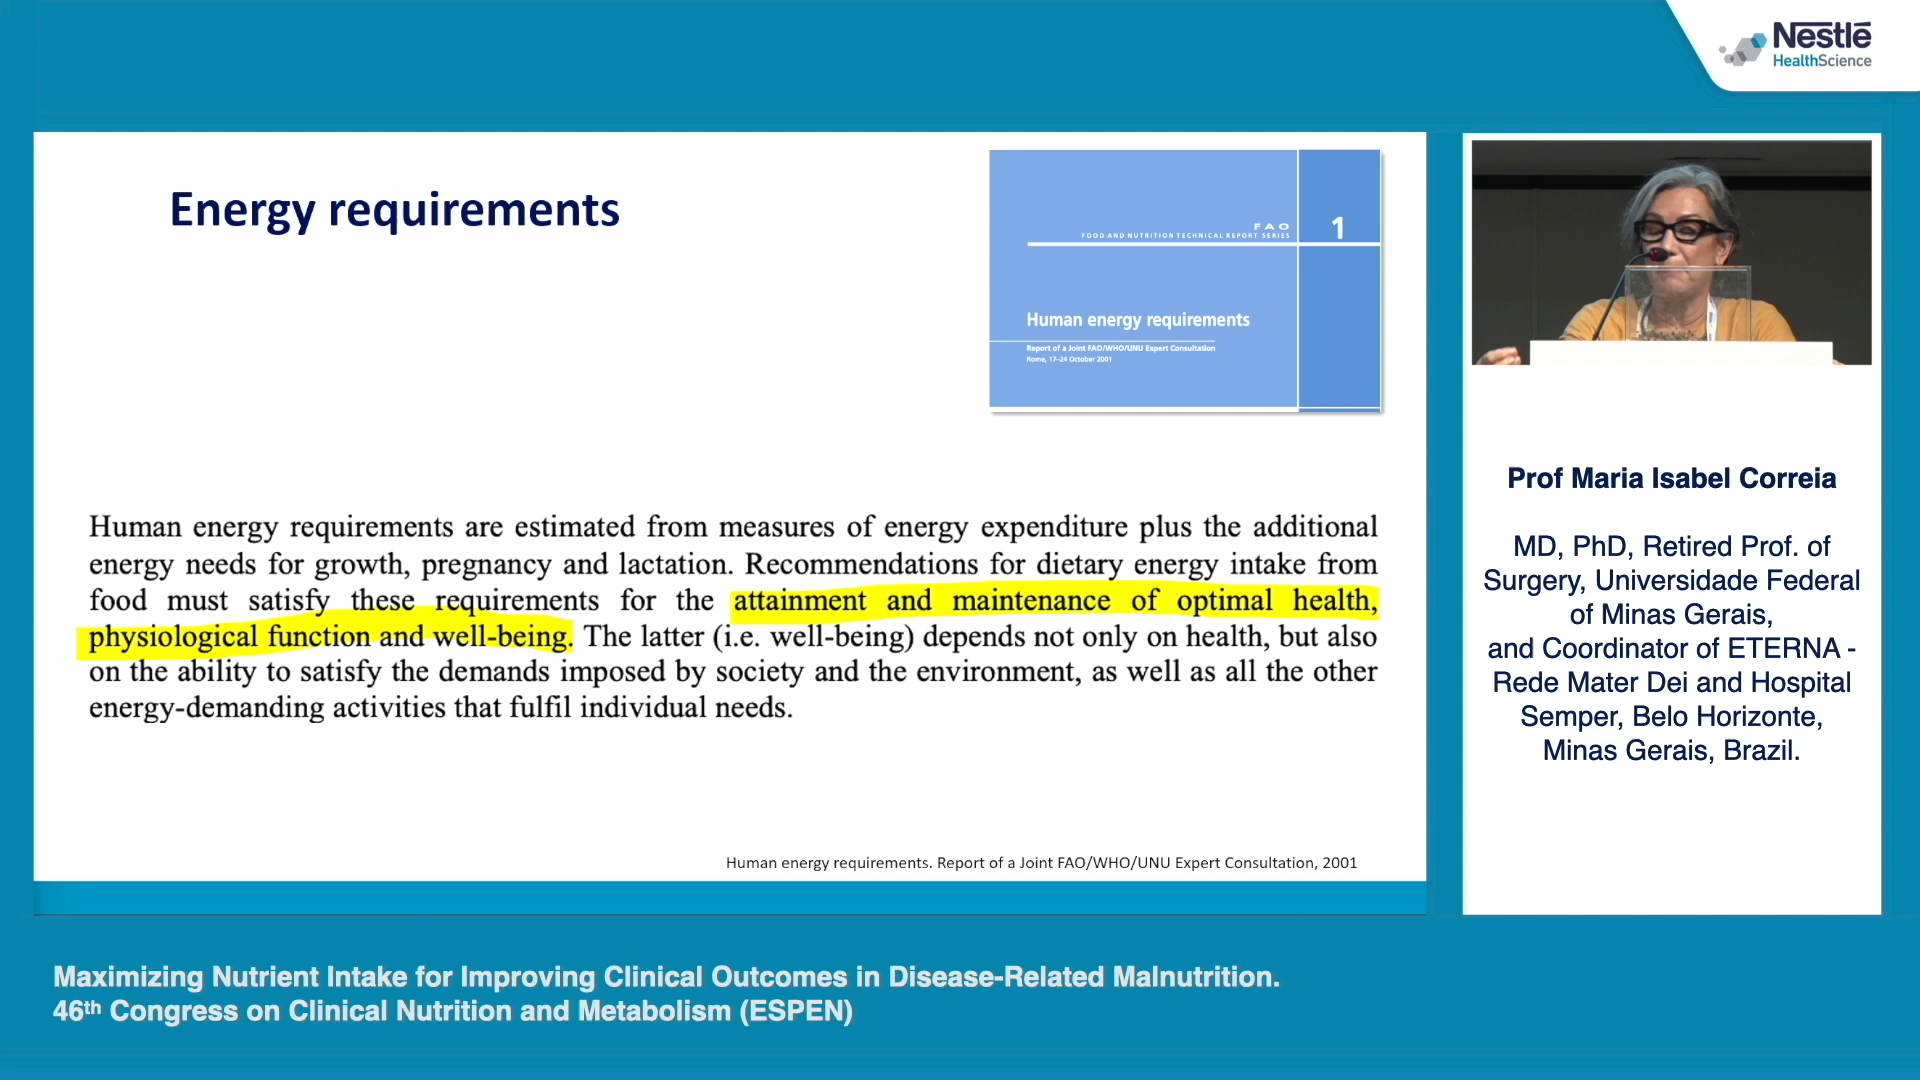 Nestlé
HealthScience
Energy requirements
FAO
FOOD AND NUTRITION TECHNICAL REPORT SERIES
1
Human energy requirements
Report of a Joint FAO/WHO/UNU Expert Consultation
Rome, 17–24 October 2001
Human energy requirements are estimated from measures of energy expenditure plus the additional
energy needs for growth, pregnancy and lactation. Recommendations for dietary energy intake from
food must satisfy these requirements for the attainment and maintenance of optimal health,
physiological function and well-being. The latter (i.e. well-being) depends not only on health, but also
on the ability to satisfy the demands imposed by society and the environment, as well as all the other
energy-demanding activities that fulfil individual needs.
Human energy requirements. Report of a Joint FAO/WHO/UNU Expert Consultation, 2001
Prof Maria Isabel Correia
MD, PhD, Retired Prof. of
Surgery, Universidade Federal
of Minas Gerais,
and Coordinator of ETERNA -
Rede Mater Dei and Hospital
Semper, Belo Horizonte,
Minas Gerais, Brazil.
Maximizing Nutrient Intake for Improving Clinical Outcomes in Disease-Related Malnutrition.
46th Congress on Clinical Nutrition and Metabolism (ESPEN)